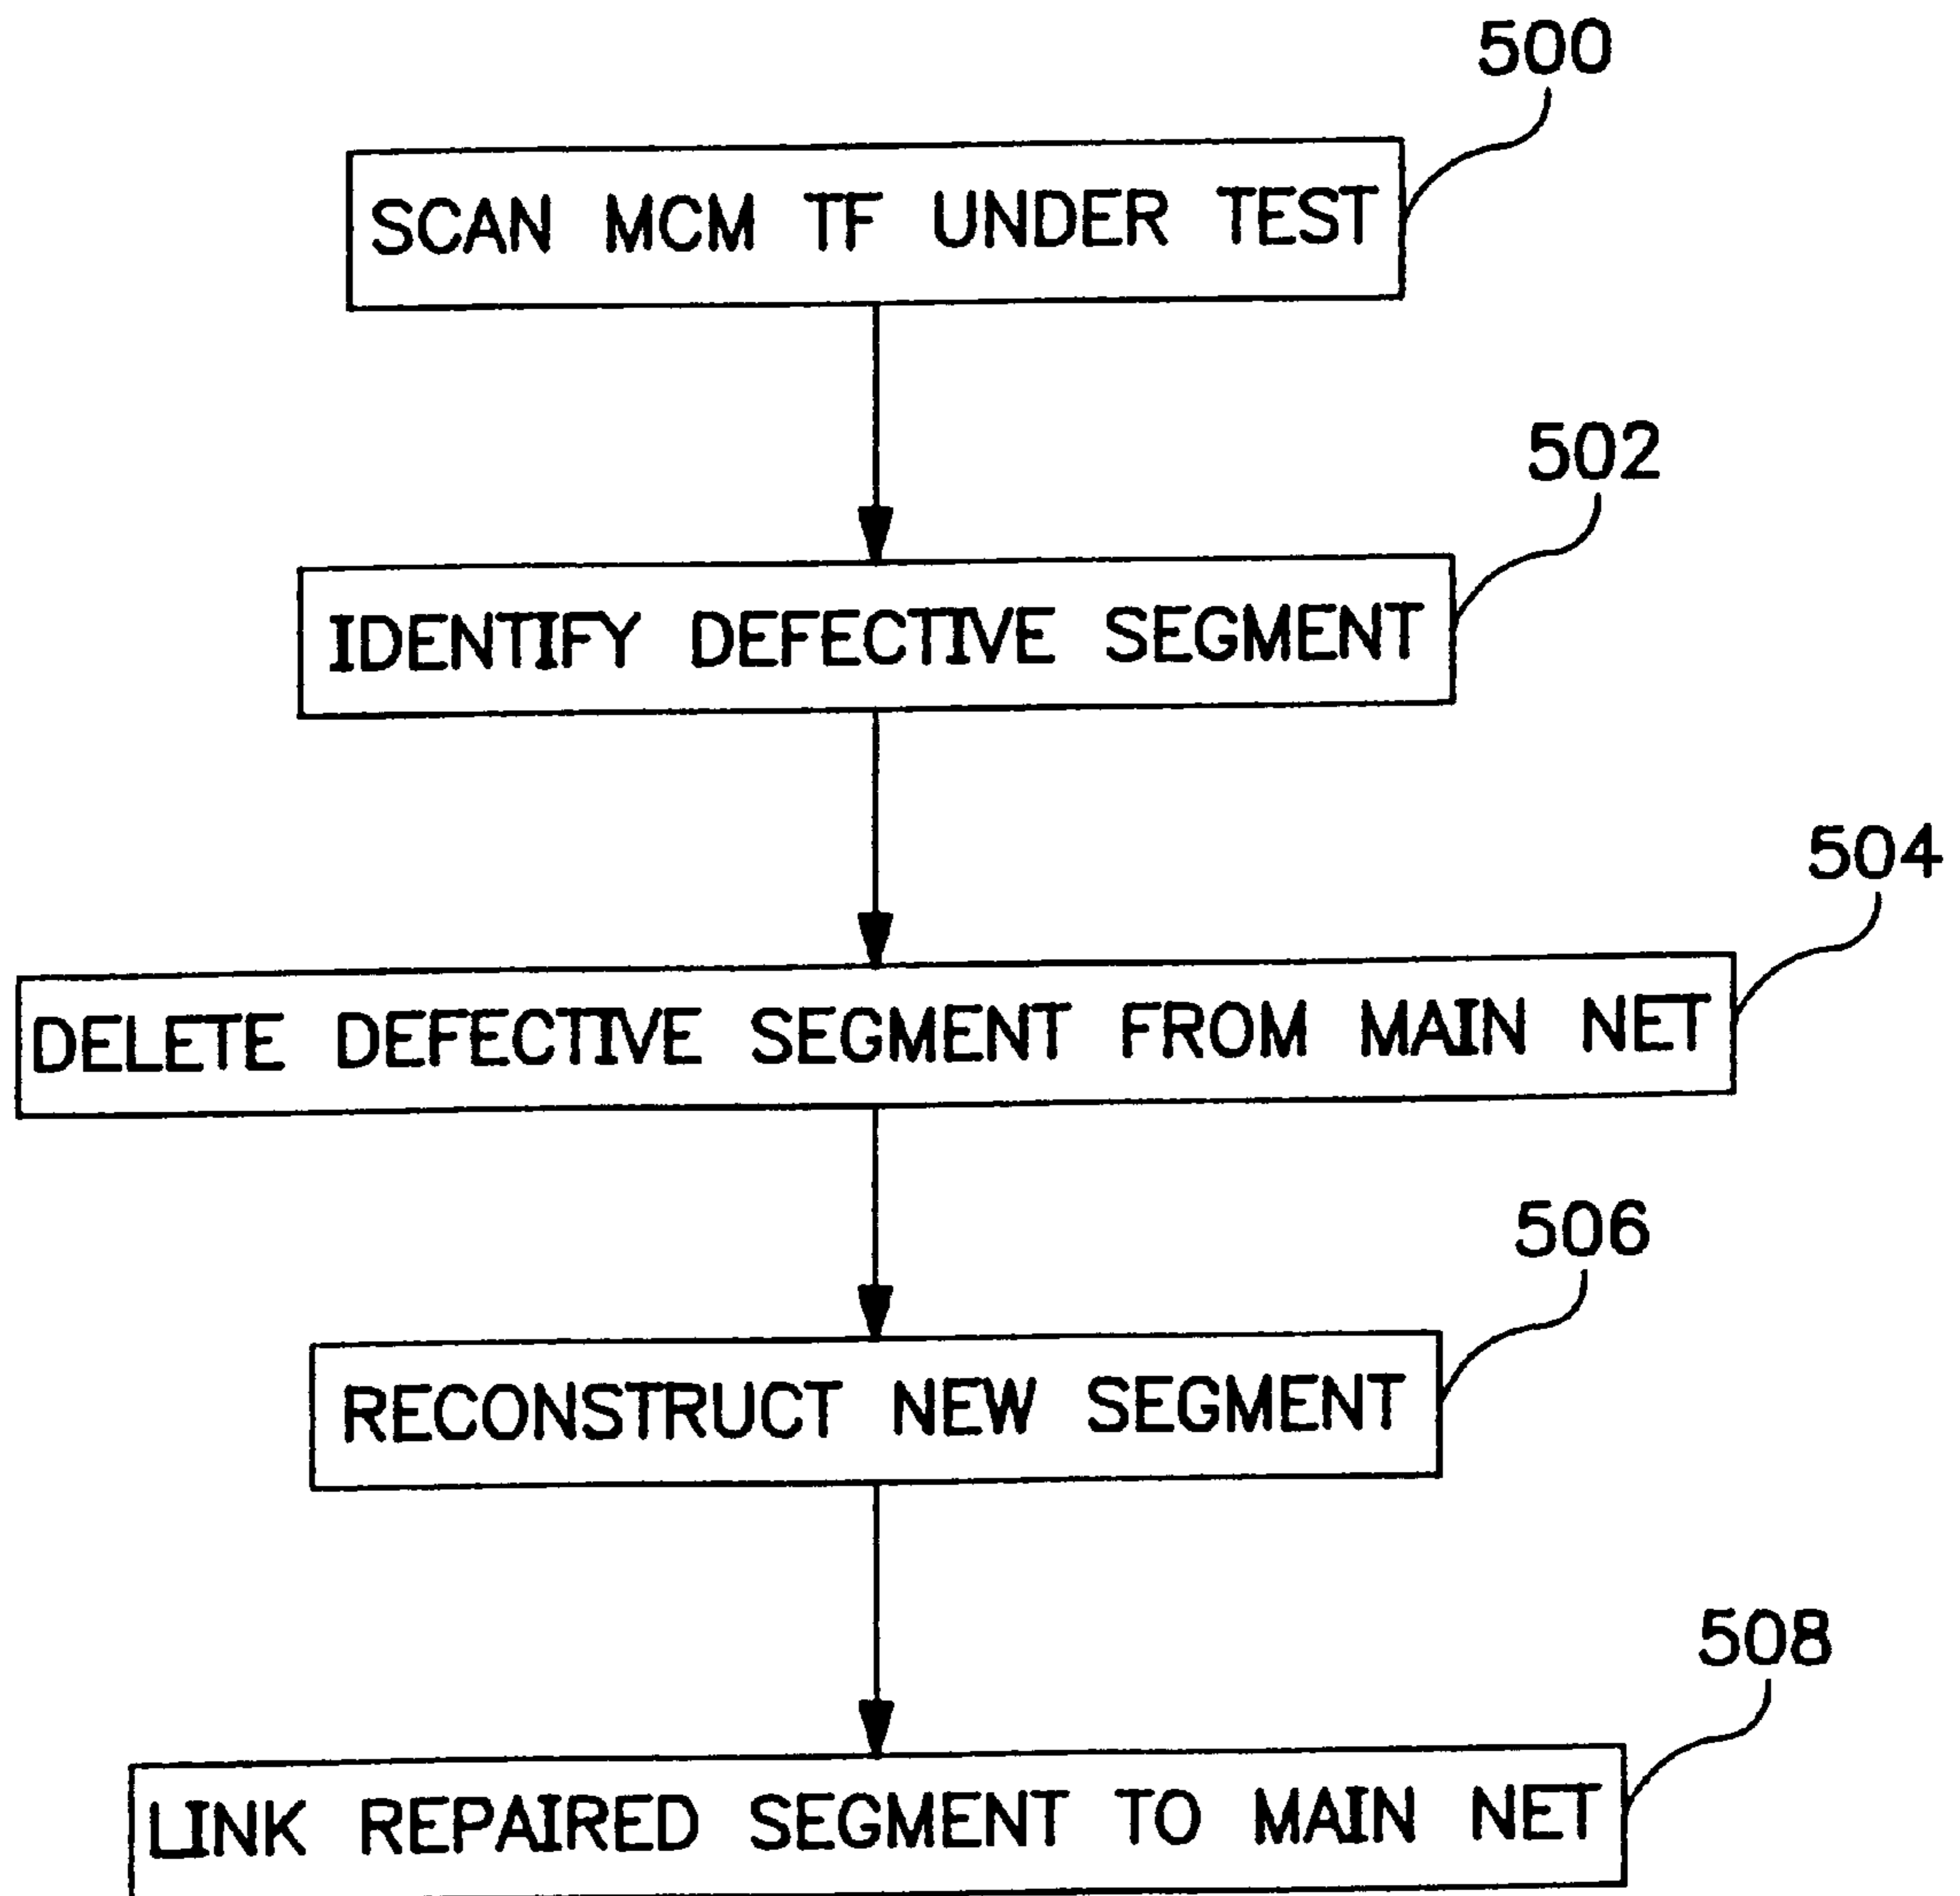 500
SCAN MCM TF UNDER TEST
502
IDENTIFY DEFECTIVE SEGMENT
504
DELETE DEFECTIVE SEGMENT FROM MAIN NET
506
RECONSTRUCT NEW SEGMENT
508
LINK REPAIRED SEGMENT TO MAIN NET